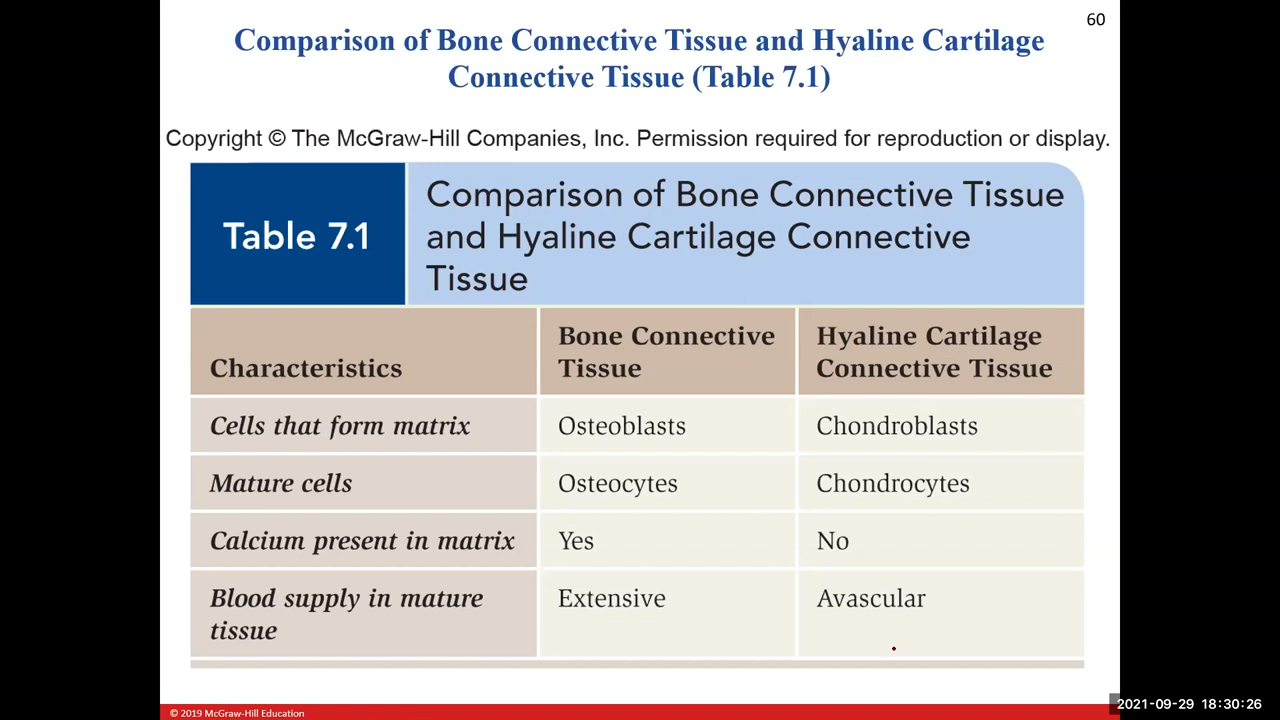 60
Comparison of Bone Connective Tissue and Hyaline Cartilage
Connective Tissue (Table 7.1)
Copyright © The McGraw-Hill Companies, Inc. Permission required for reproduction or display.
Table 7.1
Comparison of Bone Connective Tissue
and Hyaline Cartilage Connective
Tissue
Characteristics
Bone Connective
Tissue
Hyaline Cartilage
Connective Tissue
Cells that form matrix
Osteoblasts
Chondroblasts
Mature cells
Osteocytes
Chondrocytes
Calcium present in matrix
Yes
No
Blood supply in mature
tissue
Extensive
Avascular
© 2019 McGraw-Hill Education
2021-09-29 18:30:26